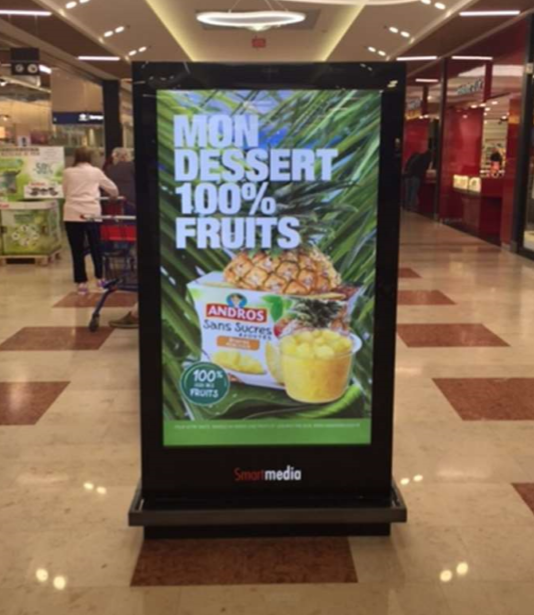 MON
DESSERT
100%
FRUITS
ANDROS
Sans Sucres
100%
FRUITS
Smartmedia